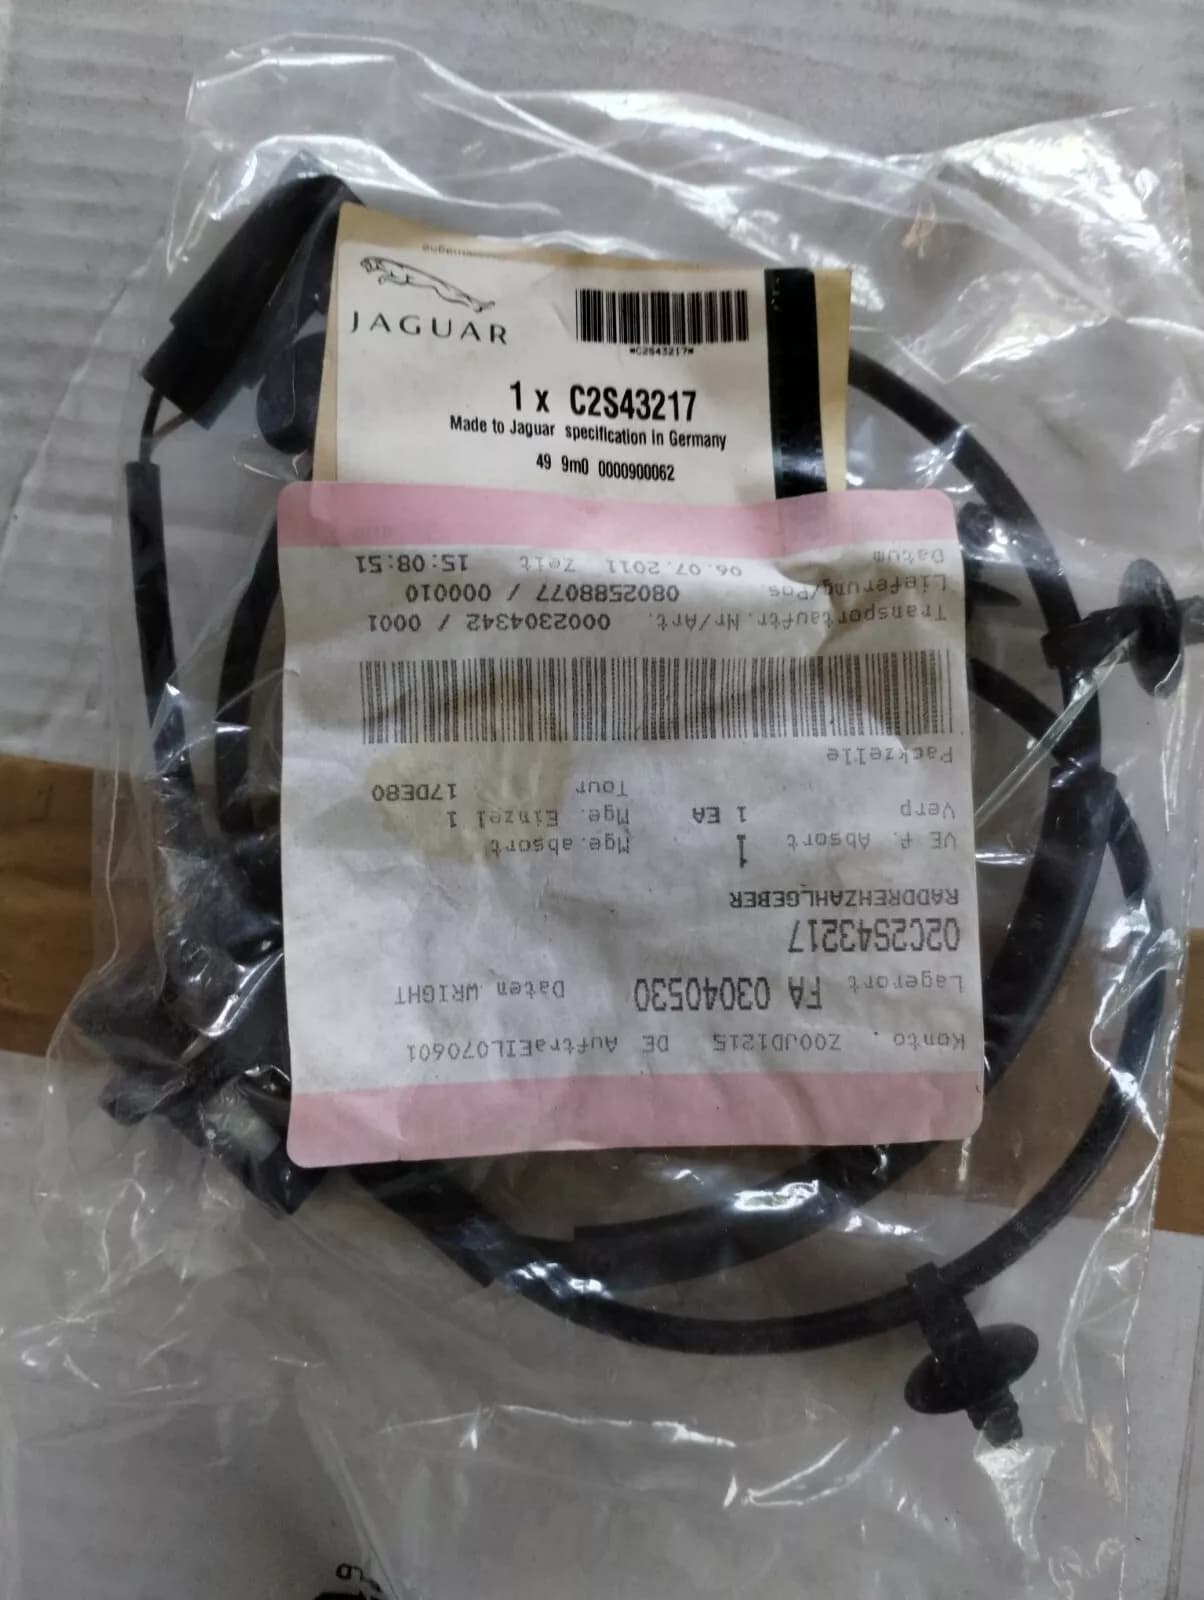 JAGUAR
*C2S43217*
1 x C2S43217
Made to Jaguar specification in Germany
49 9m0 0000900062
Konto . Z00JD1215 DE AuftraEIL070601
Lagerort FA 03040530 Daten WRIGHT
02C2S43217
RADDREHZAHLGEBER
VE f. Absort 1 Mge.absort
Verp 1 EA Mge. Einzel 1
Tour 17DE80
Packzelle
Transportauftr.Nr/Art. 0002304342 / 0001
Lieferung/Pos. 0802588077 / 000010
Datum 06.07.2011 Zeit 15:08:51